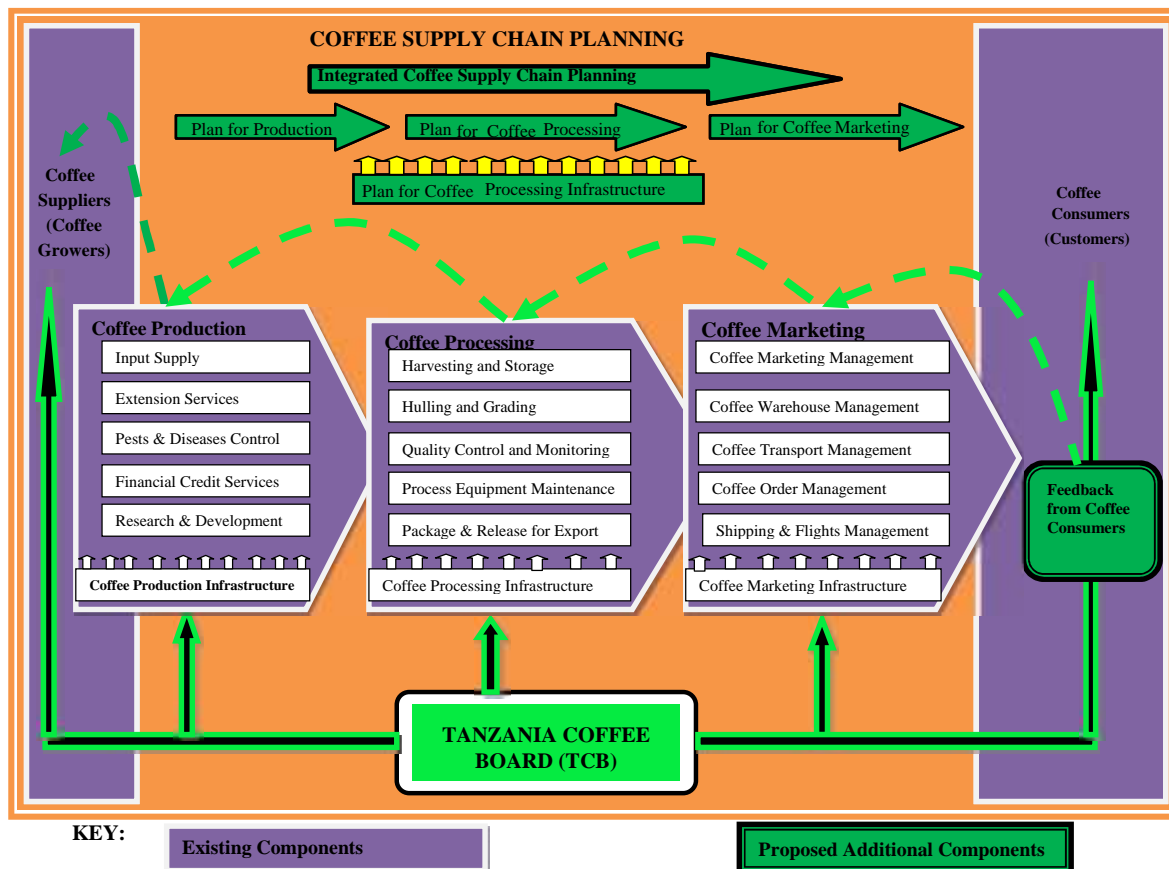 COFFEE SUPPLY CHAIN PLANNING
Integrated Coffee Supply Chain Planning
Plan for Production
Plan for Coffee Processing
Plan for Coffee Marketing
Plan for Coffee Processing Infrastructure
Coffee
Suppliers
(Coffee
Growers)
Coffee
Consumers
(Customers)
Coffee Production
Input Supply
Extension Services
Pests & Diseases Control
Financial Credit Services
Research & Development
Coffee Production Infrastructure
Coffee Processing
Harvesting and Storage
Hulling and Grading
Quality Control and Monitoring
Process Equipment Maintenance
Package & Release for Export
Coffee Processing Infrastructure
Coffee Marketing
Coffee Marketing Management
Coffee Warehouse Management
Coffee Transport Management
Coffee Order Management
Shipping & Flights Management
Coffee Marketing Infrastructure
Feedback
from Coffee
Consumers
TANZANIA COFFEE
BOARD (TCB)
KEY:
Existing Components
Proposed Additional Components